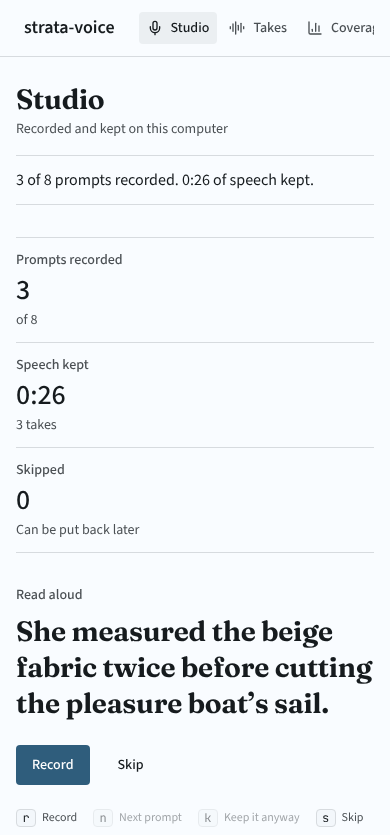 strata-voice Studio Takes Coverag
Studio
Recorded and kept on this computer
3 of 8 prompts recorded. 0:26 of speech kept.
Prompts recorded
3
of 8
Speech kept
0:26
3 takes
Skipped
0
Can be put back later
Read aloud
She measured the beige
fabric twice before cutting
the pleasure boat’s sail.
Record Skip
r Record n Next prompt k Keep it anyway s Skip